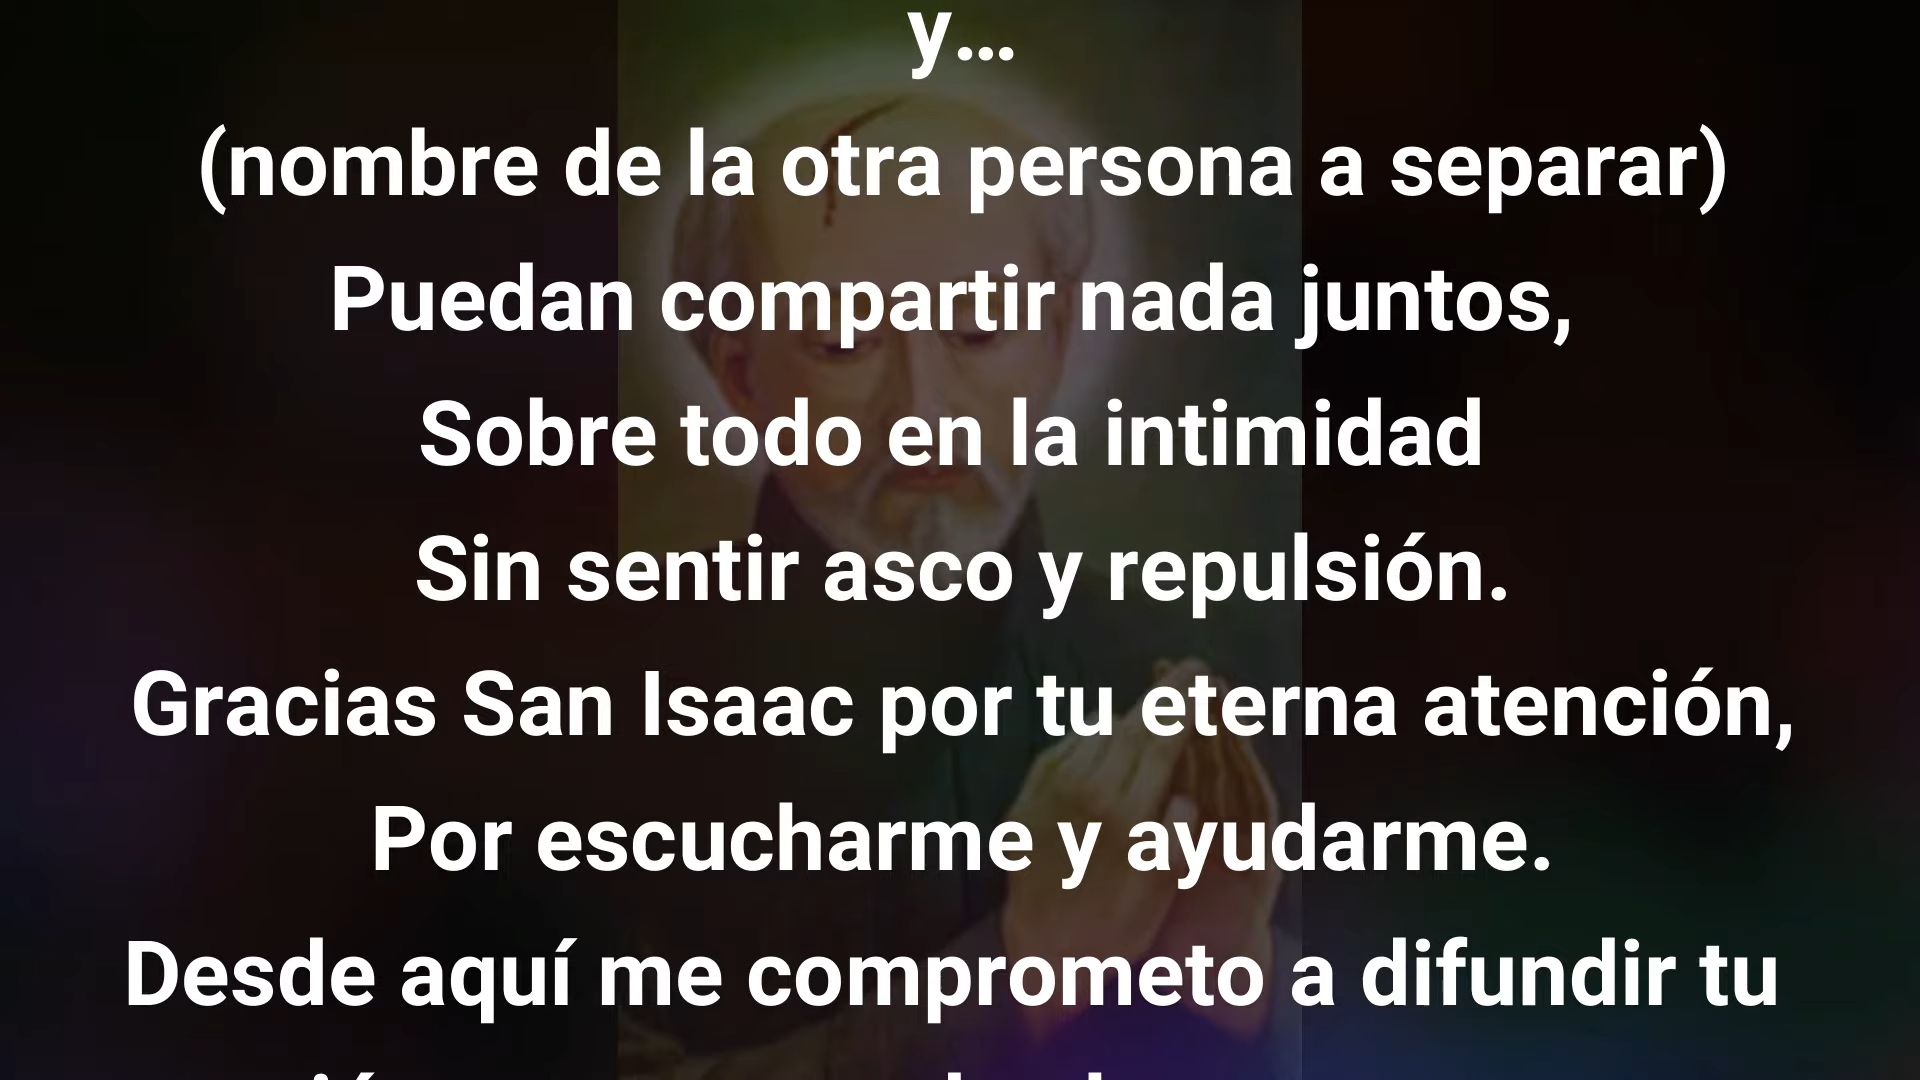 y...
(nombre de la otra persona a separar)
Puedan compartir nada juntos,
Sobre todo en la intimidad
Sin sentir asco y repulsión.
Gracias San Isaac por tu eterna atención,
Por escucharme y ayudarme.
Desde aquí me comprometo a difundir tu